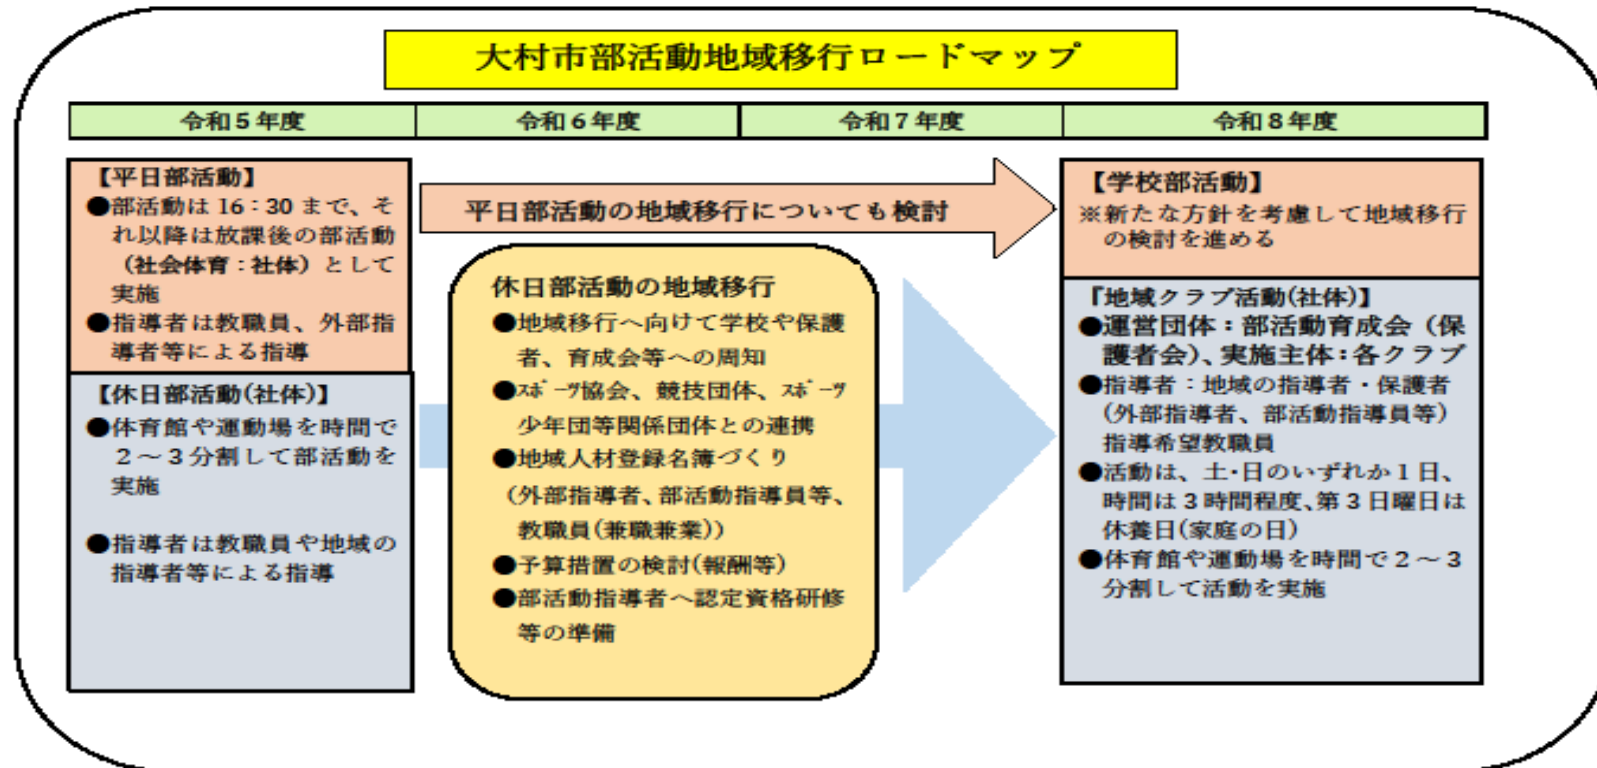 大村市部活動地域移行ロードマップ
令和5年度
令和6年度
令和7年度
令和8年度
【平日部活動】
●部活動は 16：30 まで、そ
れ以降は放課後の部活動
（社会体育：社体）として
実施
●指導者は教職員、外部指
導者等による指導
【休日部活動(社体)】
●体育館や運動場を時間で
２～３分割して部活動を
実施
●指導者は教職員や地域の
指導者等による指導
平日部活動の地域移行についても検討
休日部活動の地域移行
●地域移行へ向けて学校や保護
者、育成会等への周知
●ｽﾎﾟｰﾂ協会、競技団体、ｽﾎﾟｰﾂ
少年団等関係団体との連携
●地域人材登録名簿づくり
（外部指導者、部活動指導員等、
教職員(兼職兼業)）
●予算措置の検討(報酬等)
●部活動指導者へ認定資格研修
等の準備
【学校部活動】
※新たな方針を考慮して地域移行
の検討を進める
『地域クラブ活動(社体)】
●運営団体：部活動育成会（保
護者会）、実施主体：各クラブ
●指導者：地域の指導者・保護者
(外部指導者、部活動指導員等)
指導希望教職員
●活動は、土・日のいずれか１日、
時間は３時間程度、第３日曜日は
休養日(家庭の日)
●体育館や運動場を時間で２～３
分割して活動を実施